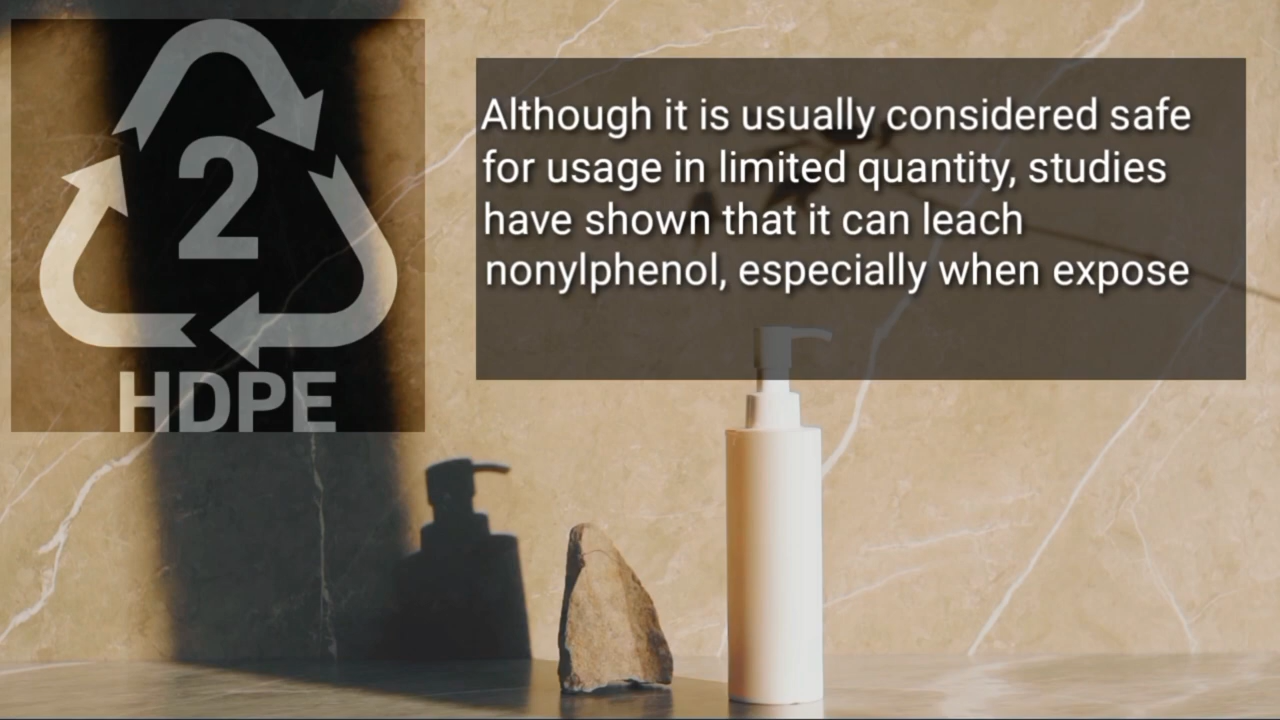 2
HDPE
Although it is usually considered safe
for usage in limited quantity, studies
have shown that it can leach
nonylphenol, especially when expose